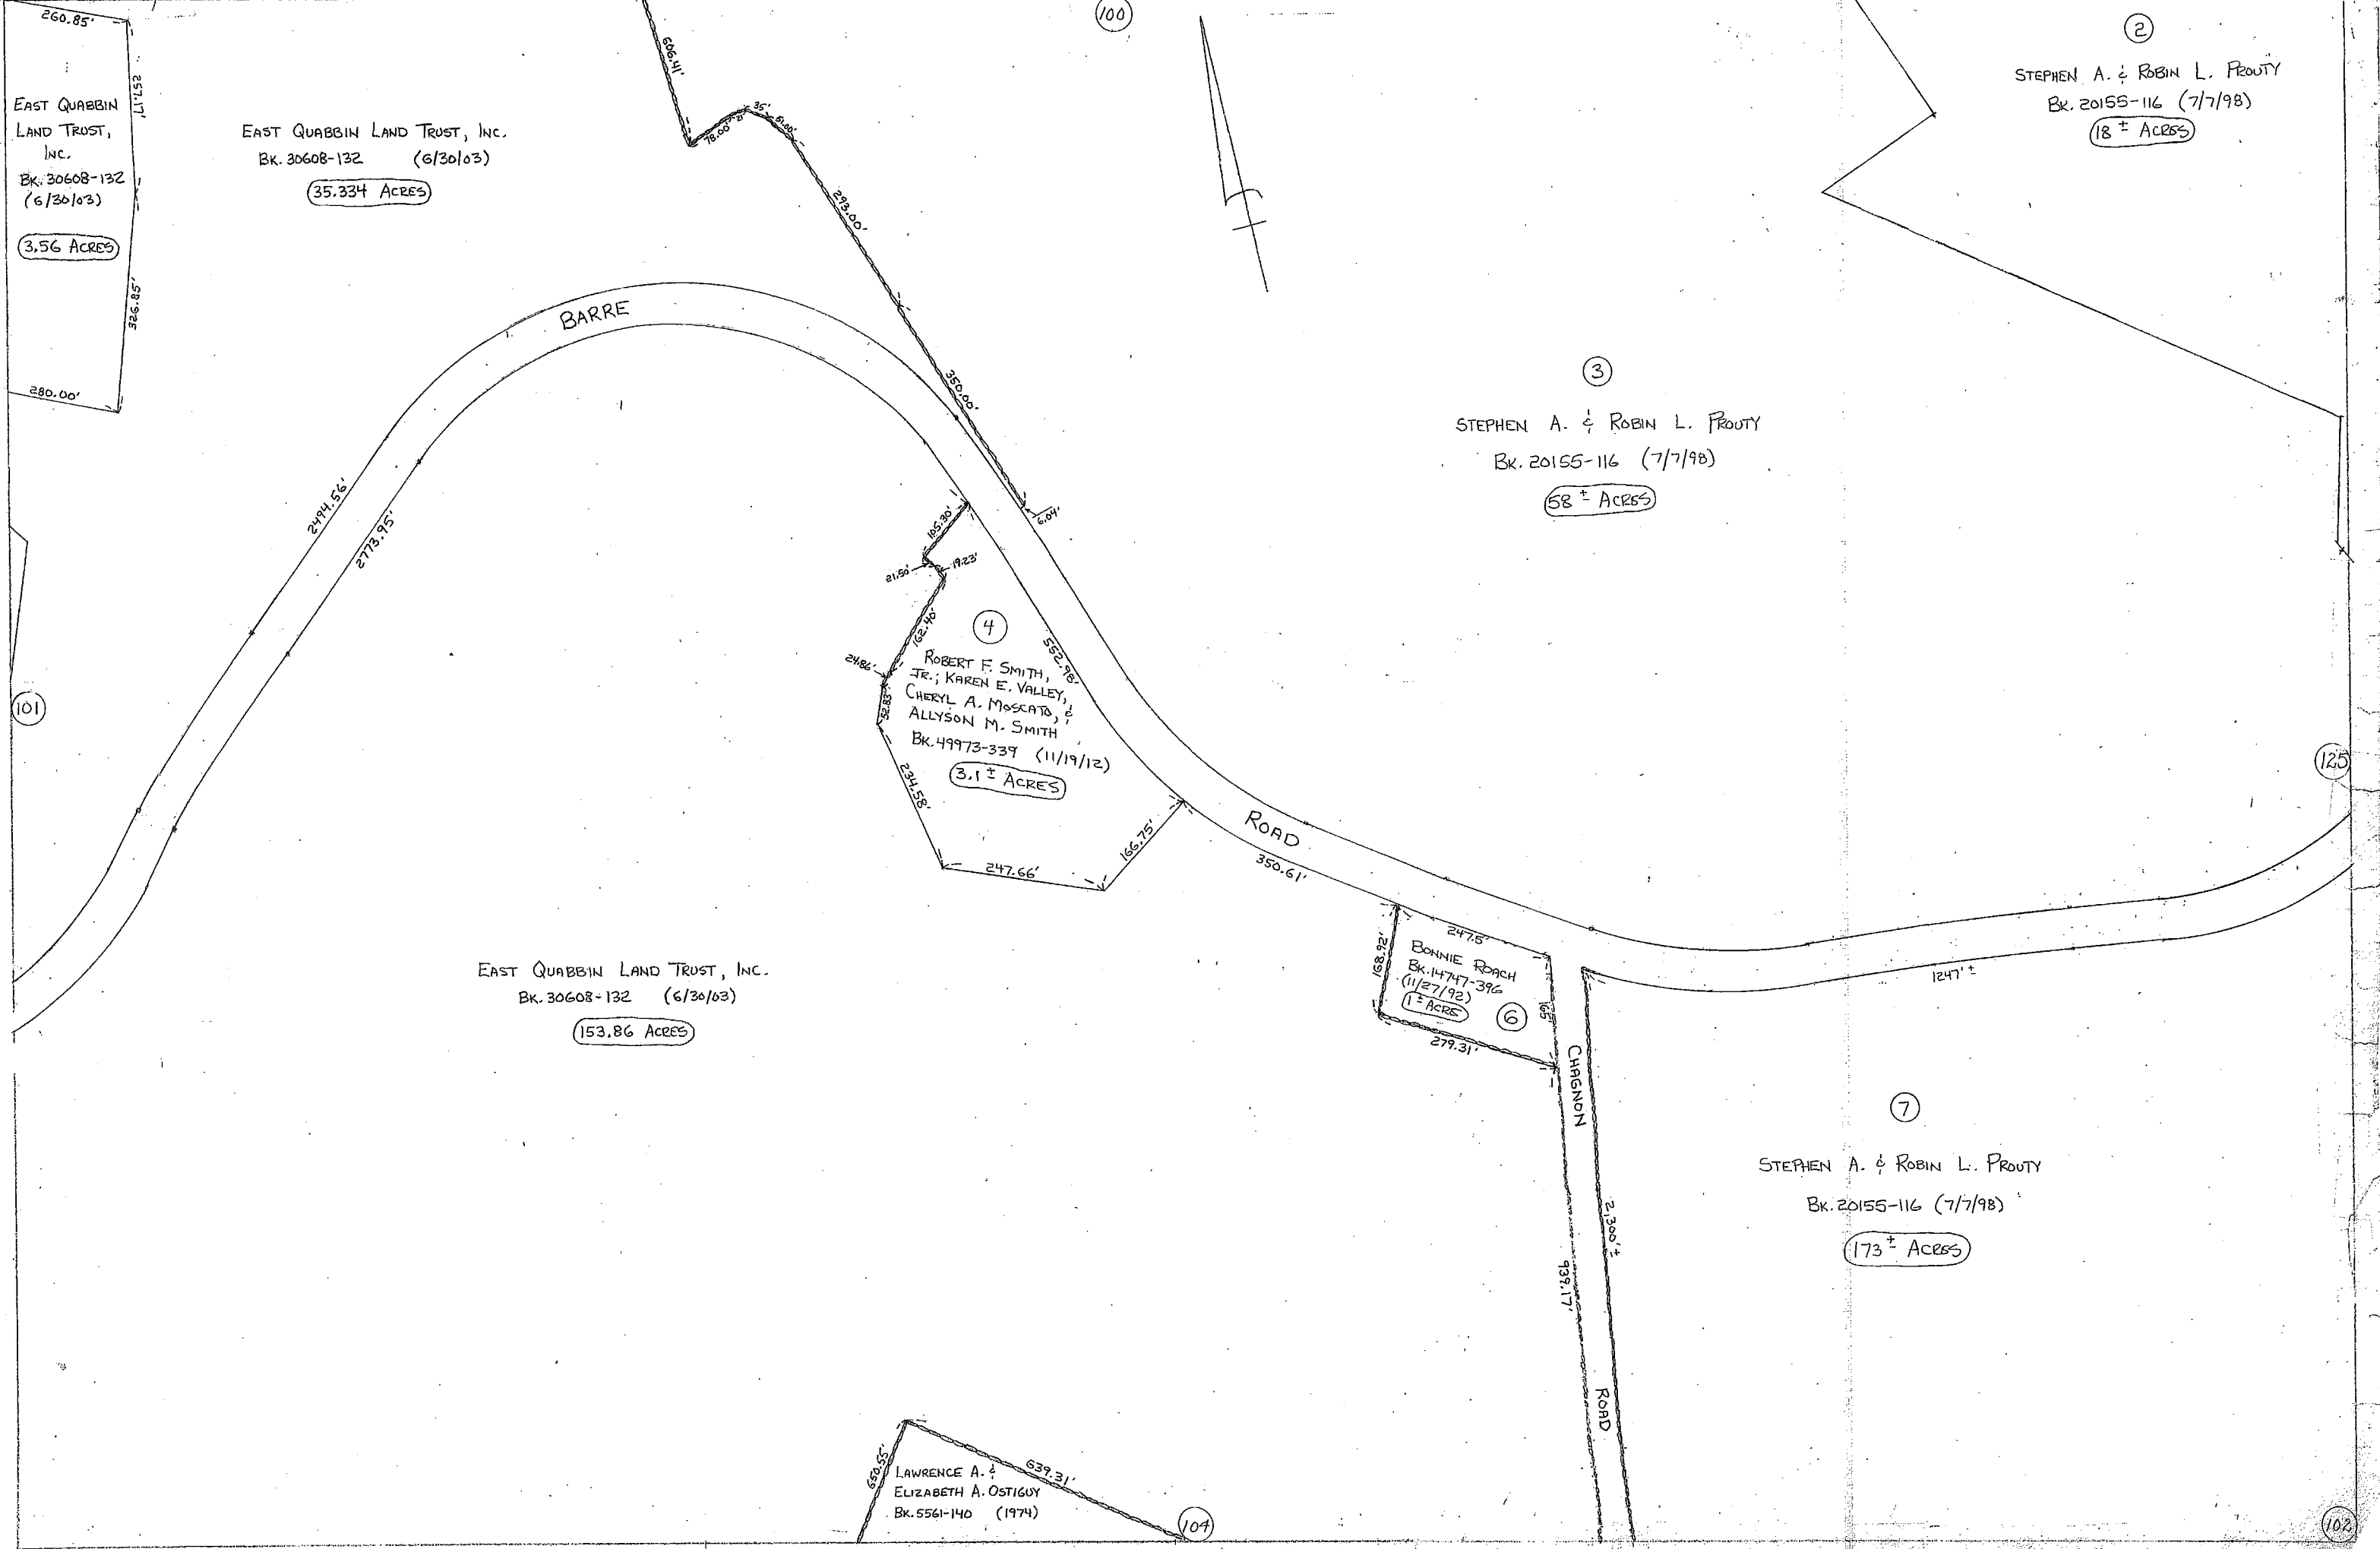 260.85'
257.17'
EAST QUABBIN
LAND TRUST,
INC.
BK. 30608-132
(6/30/03)
3.56 ACRES
326.85'
280.00'
EAST QUABBIN LAND TRUST, INC.
BK. 30608-132 (6/30/03)
35.334 ACRES
606.41'
78.00'
21'
35'
61.00'
293.00'
350.00'
6.04'
100
2
STEPHEN A. & ROBIN L. PROUTY
BK. 20155-116 (7/7/98)
18 ± ACRES
3
STEPHEN A. & ROBIN L. PROUTY
BK. 20155-116 (7/7/98)
58 ± ACRES
BARRE
2494.56'
2773.95'
101
105.30'
21.50'
19.23'
162.40'
24.86'
52.83'
234.58'
247.66'
166.75'
552.98'
4
ROBERT F. SMITH,
JR.; KAREN E. VALLEY,
CHERYL A. MOSCATO, &
ALLYSON M. SMITH
BK. 49973-339 (11/19/12)
3.1 ± ACRES
125
ROAD
350.61'
247.5'
168.92'
BONNIE ROACH
BK. 14747-396
(11/27/92)
1 ± ACRE
6
165'
279.31'
1247' ±
EAST QUABBIN LAND TRUST, INC.
BK. 30608-132 (6/30/03)
153.86 ACRES
CHAGNON
ROAD
2,300' ±
939.17'
7
STEPHEN A. & ROBIN L. PROUTY
BK. 20155-116 (7/7/98)
173 ± ACRES
650.55'
639.31'
LAWRENCE A. &
ELIZABETH A. OSTIGUY
BK. 5561-140 (1974)
104
102